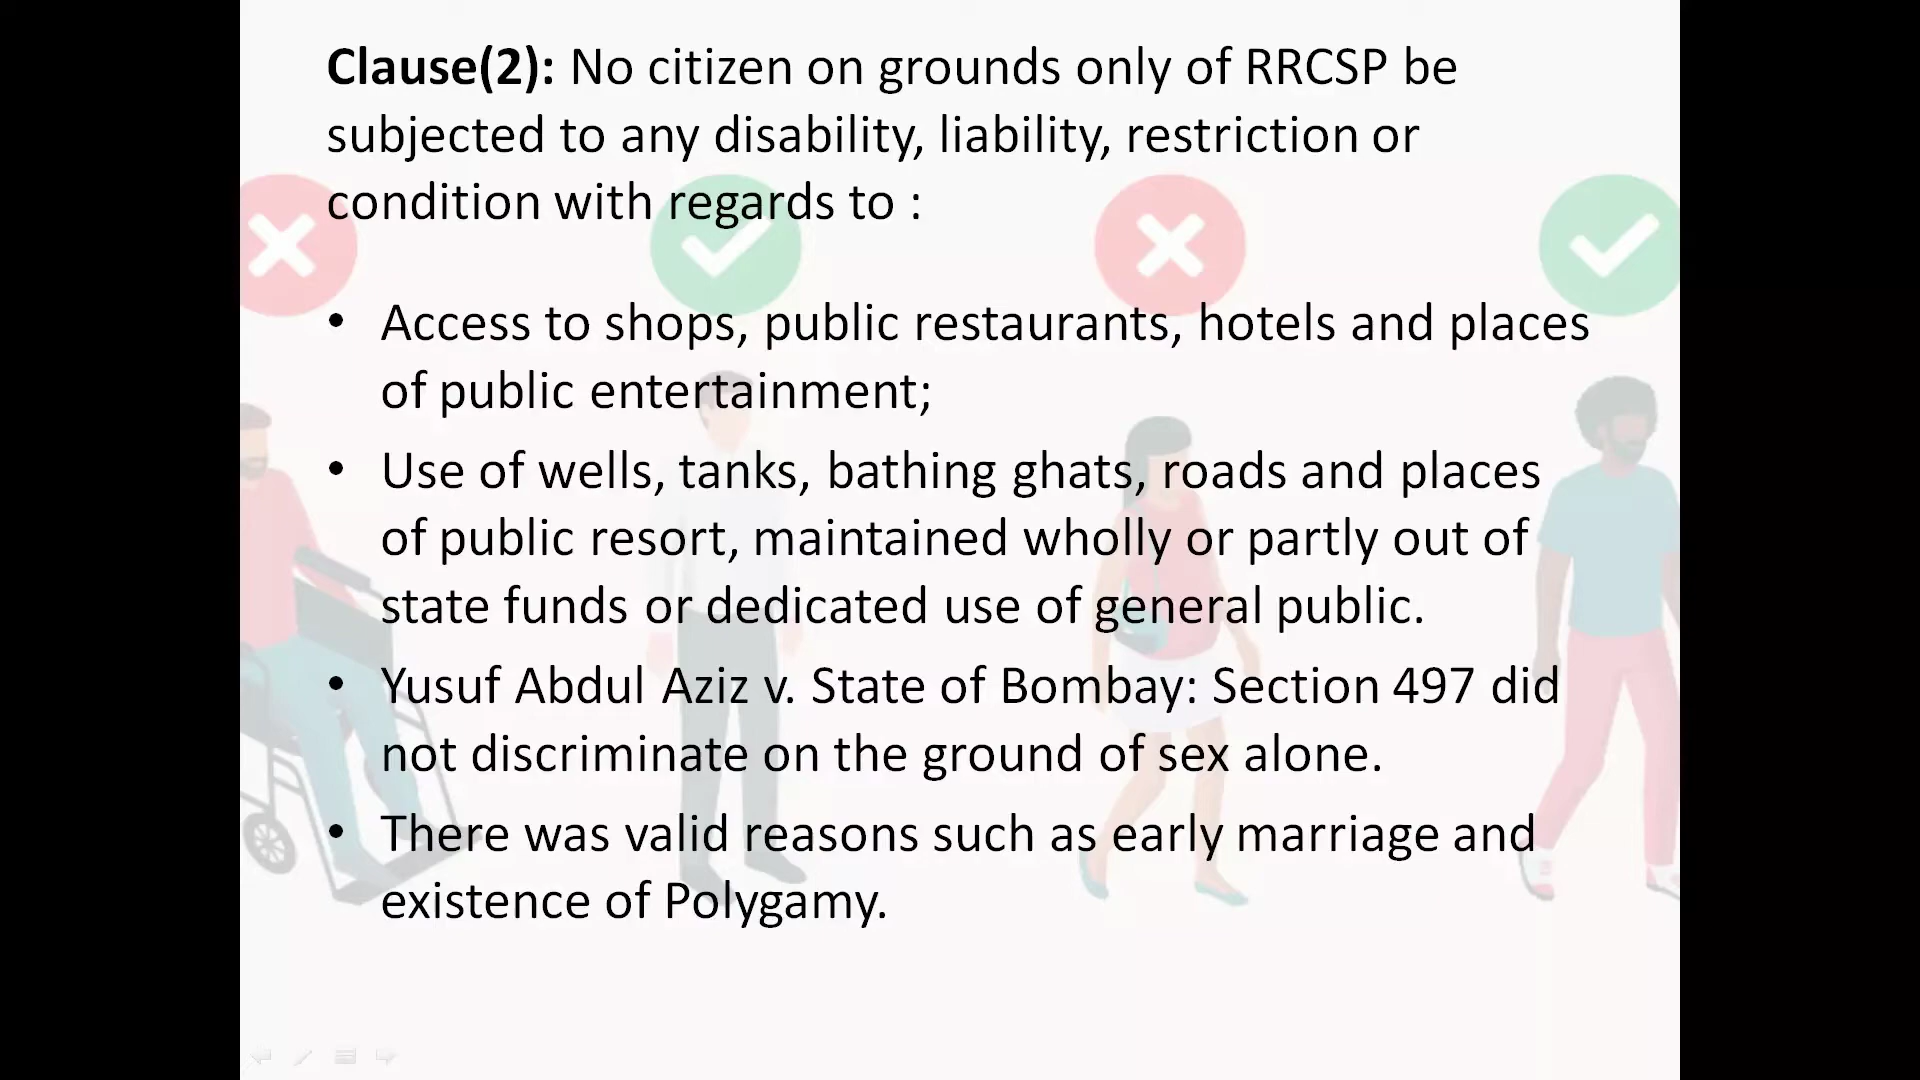 Clause(2): No citizen on grounds only of RRCSP be
subjected to any disability, liability, restriction or
condition with regards to :
• Access to shops, public restaurants, hotels and places
of public entertainment;
• Use of wells, tanks, bathing ghats, roads and places
of public resort, maintained wholly or partly out of
state funds or dedicated use of general public.
• Yusuf Abdul Aziz v. State of Bombay: Section 497 did
not discriminate on the ground of sex alone.
• There was valid reasons such as early marriage and
existence of Polygamy.